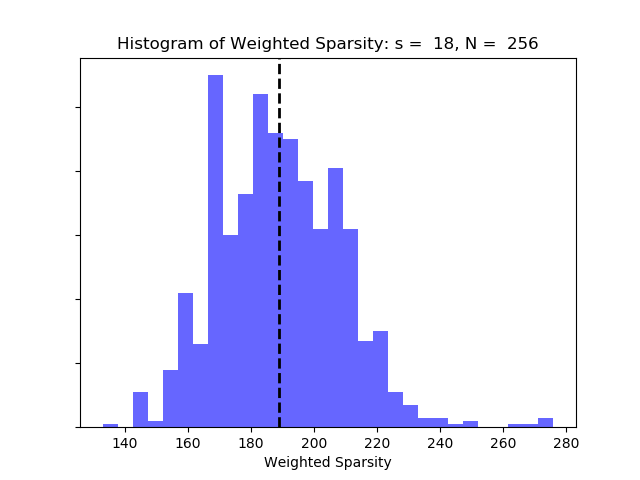 Histogram of Weighted Sparsity: s =  18, N =  256
140 160 180 200 220 240 260 280
Weighted Sparsity